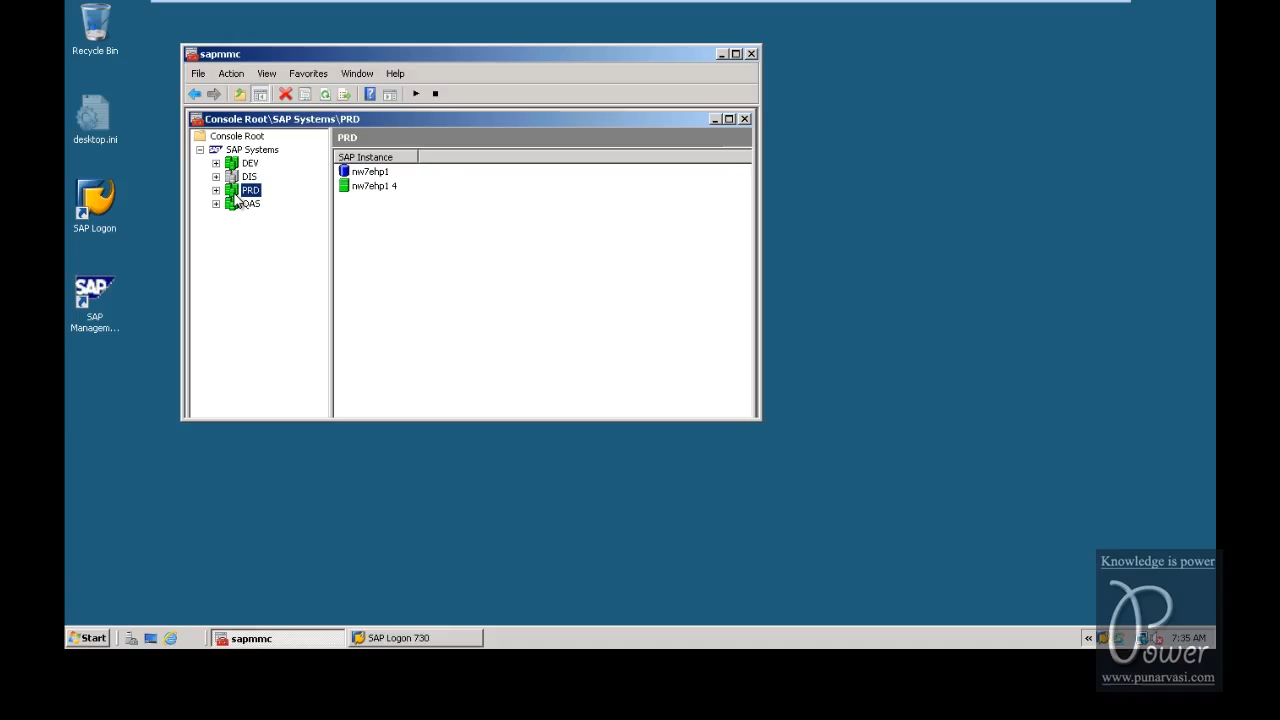 Recycle Bin
desktop.ini
SAP Logon
SAP
SAP
Managem...
sapmmc
File Action View Favorites Window Help
Console Root\SAP Systems\PRD
Console Root
SAP Systems
DEV
DIS
PRD
QAS
PRD
SAP Instance
nw7ehp1
nw7ehp1 4
Start
sapmmc
SAP Logon 730
7:35 AM
Knowledge is power
Power
www.punarvasi.com